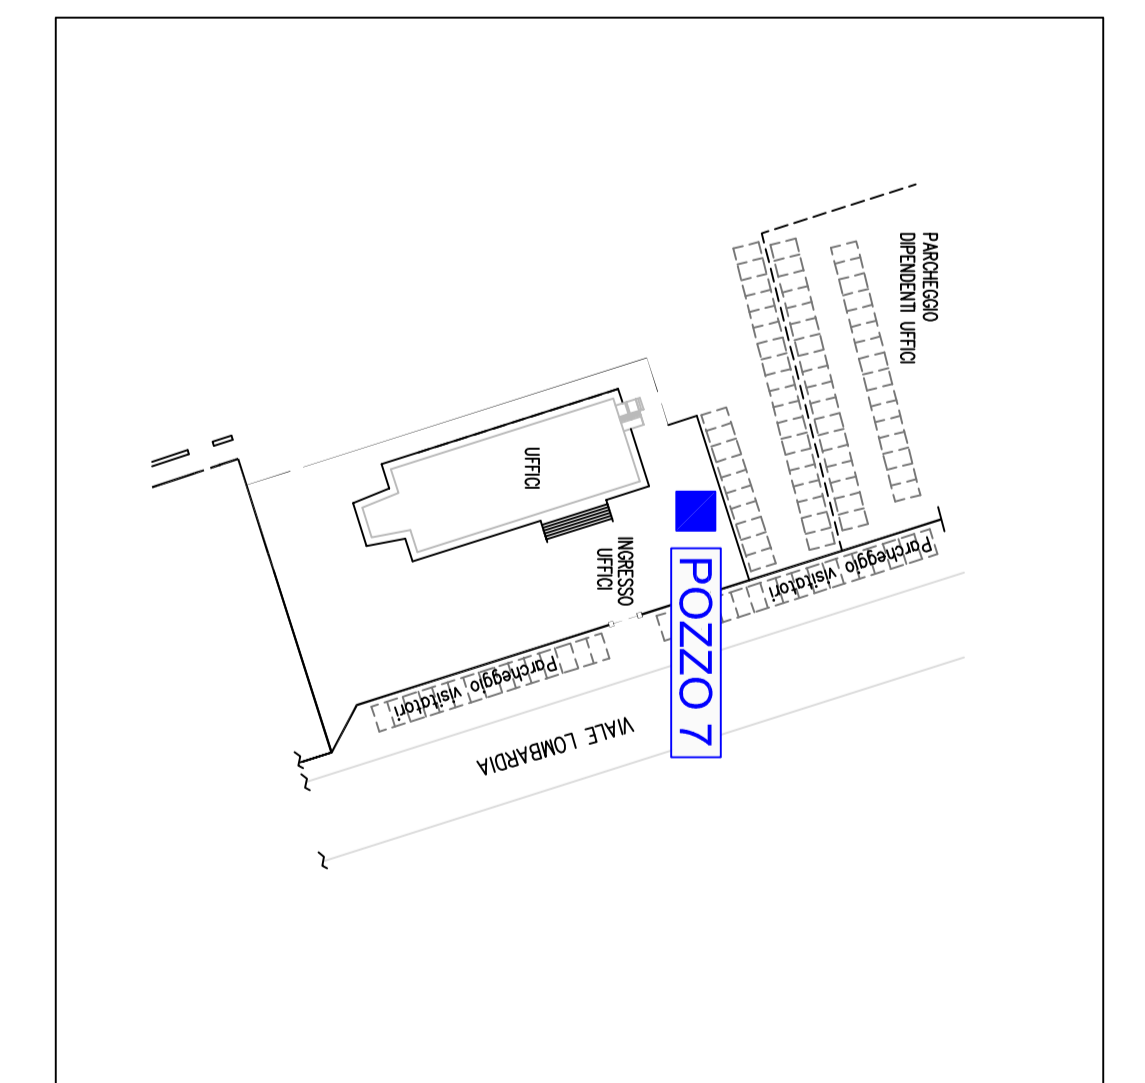 PARCHEGGIO
DIPENDENTI UFFICI
UFFICI
INGRESSO
UFFICI
POZZO 7
Parcheggio visitatori
Parcheggio visitatori
VIALE LOMBARDIA